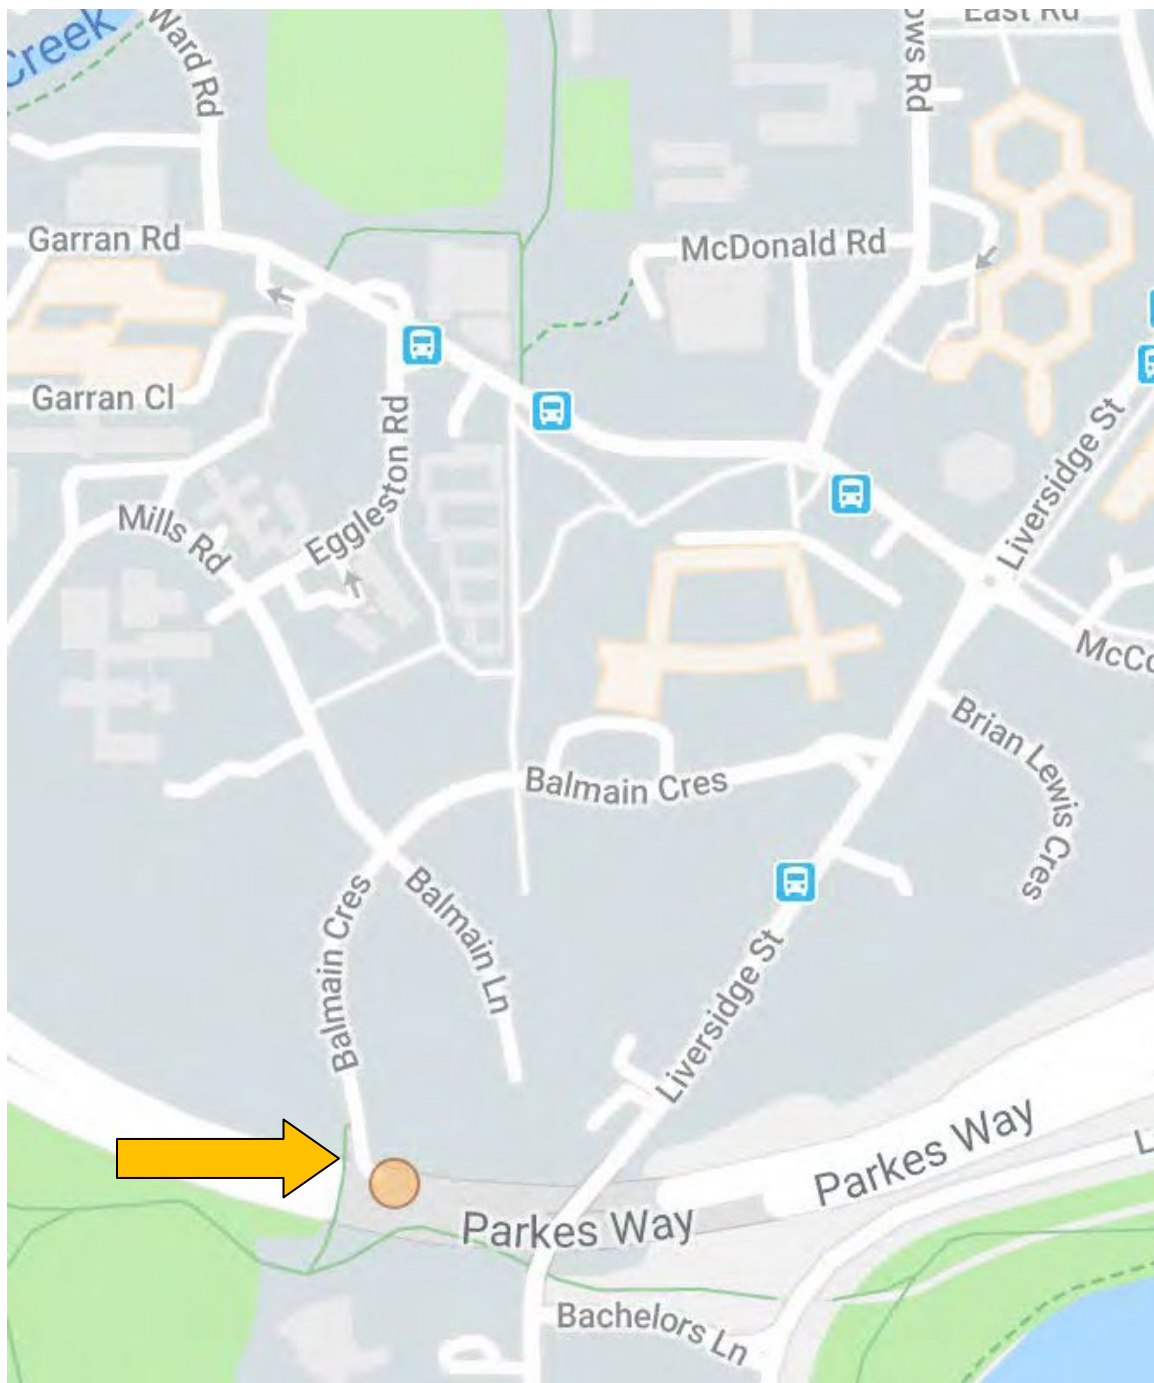 Creek
Ward Rd
ows Rd
East Rd
Garran Rd
McDonald Rd
Garran Cl
Eggleston Rd
Liversidge St
Mills Rd
McCo
Brian Lewis Cres
Balmain Cres
Balmain Cres
Balmain Ln
Liversidge St
Parkes Way
Parkes Way
L
Bachelors Ln